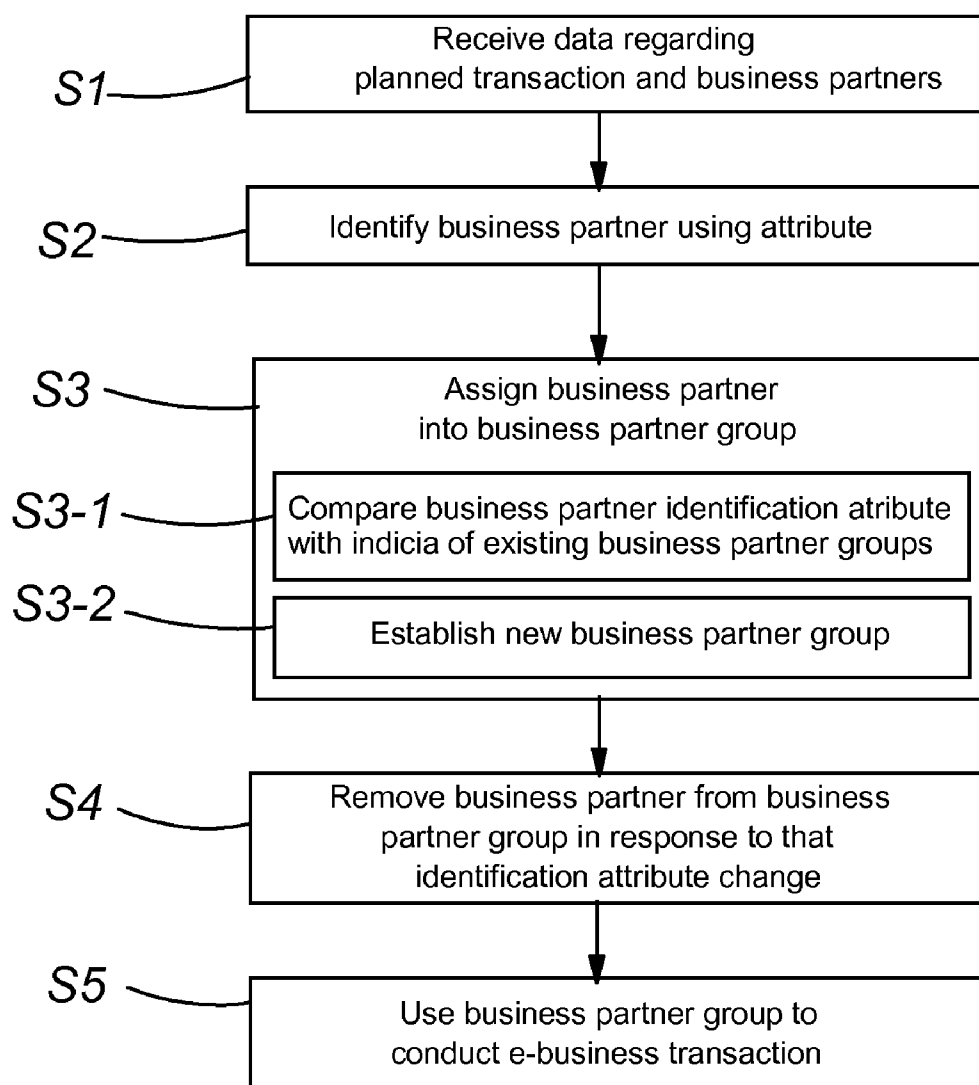 S1
Receive data regarding
planned transaction and business partners
S2
Identify business partner using attribute
S3
Assign business partner
into business partner group
S3-1
Compare business partner identification atribute
with indicia of existing business partner groups
S3-2
Establish new business partner group
S4
Remove business partner from business
partner group in response to that
identification attribute change
S5
Use business partner group to
conduct e-business transaction